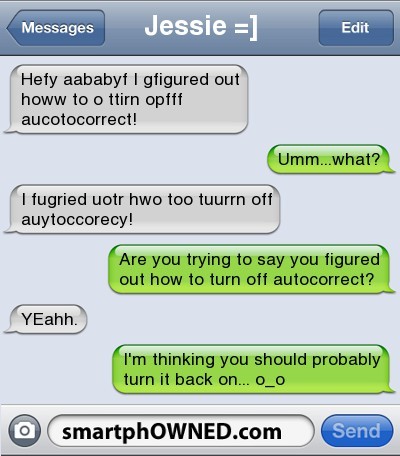 Messages
Jessie =]
Edit
Hefy aababyf I gfigured out
howw to o ttirn opfff
aucotocorrect!
Umm...what?
I fugried uotr hwo too tuurrn off
auytoccorecy!
Are you trying to say you figured
out how to turn off autocorrect?
YEahh.
I'm thinking you should probably
turn it back on... o_o
smartphOWNED.com
Send